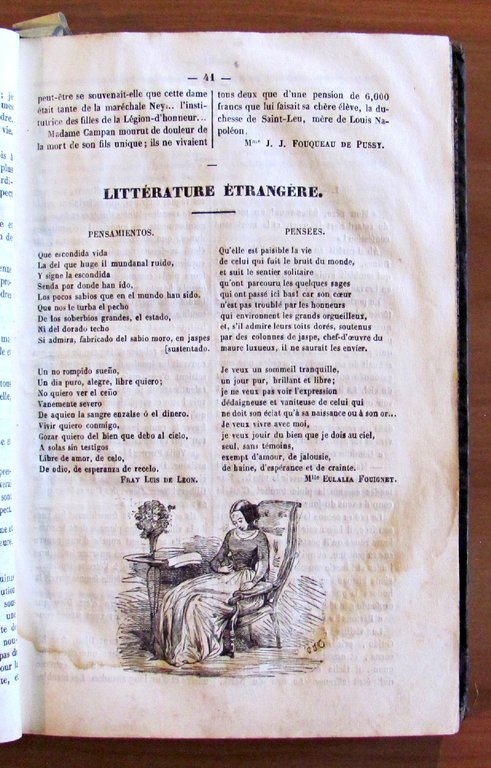 — 41 —
peut-être se souvenait-elle que cette dame
était tante de la maréchale Ney... l'insti-
tutrice des filles de la Légion-d'honneur...
Madame Campan mourut de douleur de
la mort de son fils unique; ils ne vivaient
tous deux que d'une pension de 6,000
francs que lui faisait sa chère élève, la du-
chesse de Saint-Leu, mère de Louis Na-
poléon.
Mme J. J. FOUQUEAU DE PUSSY.
LITTÉRATURE ÉTRANGÈRE.
PENSAMIENTOS.
Que escondida vida
La del que huge il mundanal ruido,
Y signe la escondida
Senda por donde han ido.
Los pocos sabios que en el mundo han sido.
Que nos le turba el pecho
De los soberbios grandes, el estado,
Ni del dorado techo
Si admira, fabricado del sabio moro, en jaspes
[sustentado.
Un no rompido sueño,
Un dia puro, alegre, libre quiero;
No quiero ver el ceño
Vanemente severo
De aquien la sangre enzaise ó el dinero.
Vivir quiero conmigo,
Gozar quiero del bien que debo al cielo,
A solas sin testigos
Libre de amor, de celo,
De odio, de esperanza de recelo.
FRAY LUIS DE LEON.
PENSÉES.
Qu'elle est paisible la vie
de celui qui fait le bruit du monde,
et suit le sentier solitaire
qu'ont parcouru les quelques sages
qui ont passé ici bas! car son cœur
n'est pas troublé par les honneurs
qui environnent les grands orgueilleux,
et, s'il admire leurs toits dorés, soutenus
par des colonnes de jaspe, chef-d'œuvre du
maure luxueux, il ne saurait les envier.
Je veux un sommeil tranquille,
un jour pur, brillant et libre;
je ne veux pas voir l'expression
dédaigneuse et vaniteuse de celui qui
ne doit son éclat qu'à sa naissance ou à son or...
Je veux vivre avec moi,
je veux jouir du bien que je dois au ciel,
seul, sans témoins,
exempt d'amour, de jalousie,
de haine, d'espérance et de crainte.
Mlle EULALIA FOUIGNET.